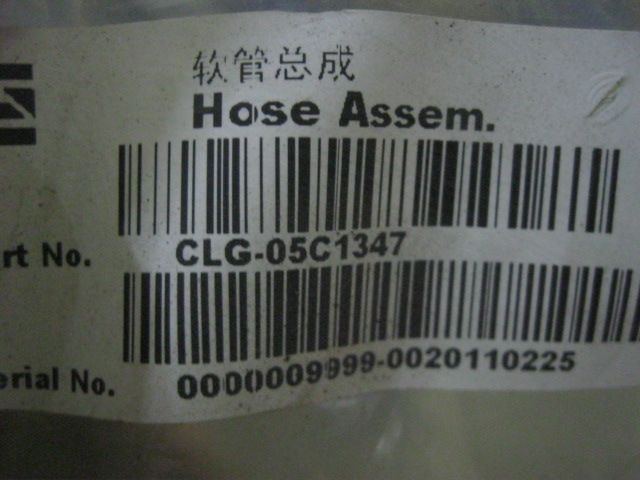 软管总成
Hose Assem.
rt No. CLG-05C1347
erial No. 0000009999-0020110225